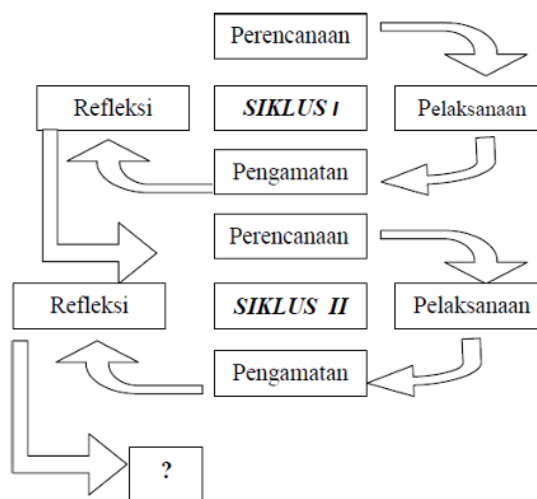 Perencanaan
Refleksi
SIKLUS I
Pelaksanaan
Pengamatan
Perencanaan
Refleksi
SIKLUS II
Pelaksanaan
Pengamatan
?